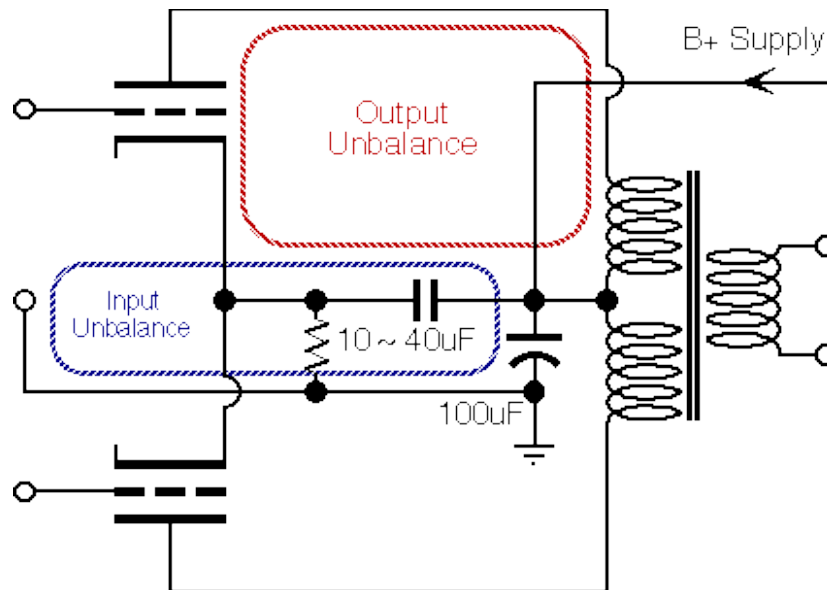 B+ Supply
Output
Unbalance
Input
Unbalance
10~40uF
100uF